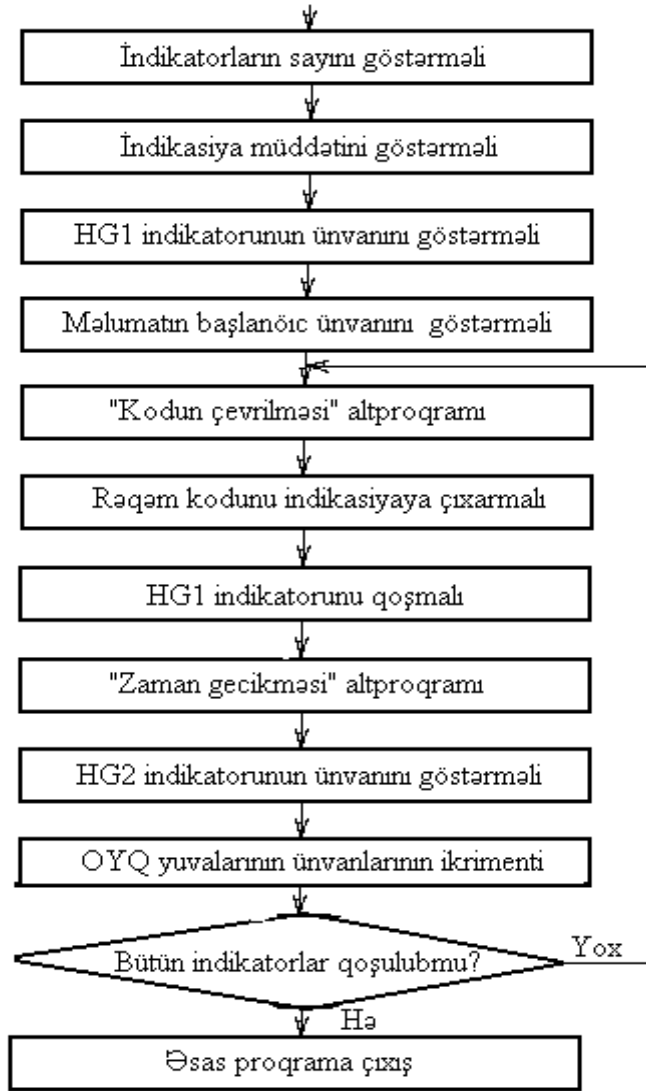 İndikatorların sayını göstərməli
İndikasiya müddətini göstərməli
HG1 indikatorunun ünvanını göstərməli
Məlumatın başlanöıc ünvanını göstərməli
"Kodun çevrilməsi" altproqramı
Rəqəm kodunu indikasiyaya çıxarmalı
HG1 indikatorunu qoşmalı
"Zaman gecikməsi" altproqramı
HG2 indikatorunun ünvanını göstərməli
OYQ yuvalarının ünvanlarının ikrimenti
Bütün indikatorlar qoşulubmu?
Yox
Hə
Əsas proqrama çıxış